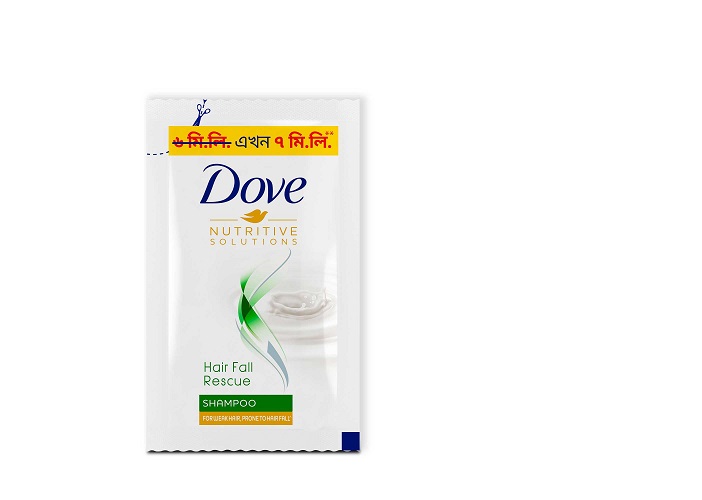 ৬ মি.লি. এখন ৭ মি.লি.**
Dove
NUTRITIVE
SOLUTIONS
Hair Fall
Rescue
SHAMPOO
FOR WEAK HAIR, PRONE TO HAIR FALL*